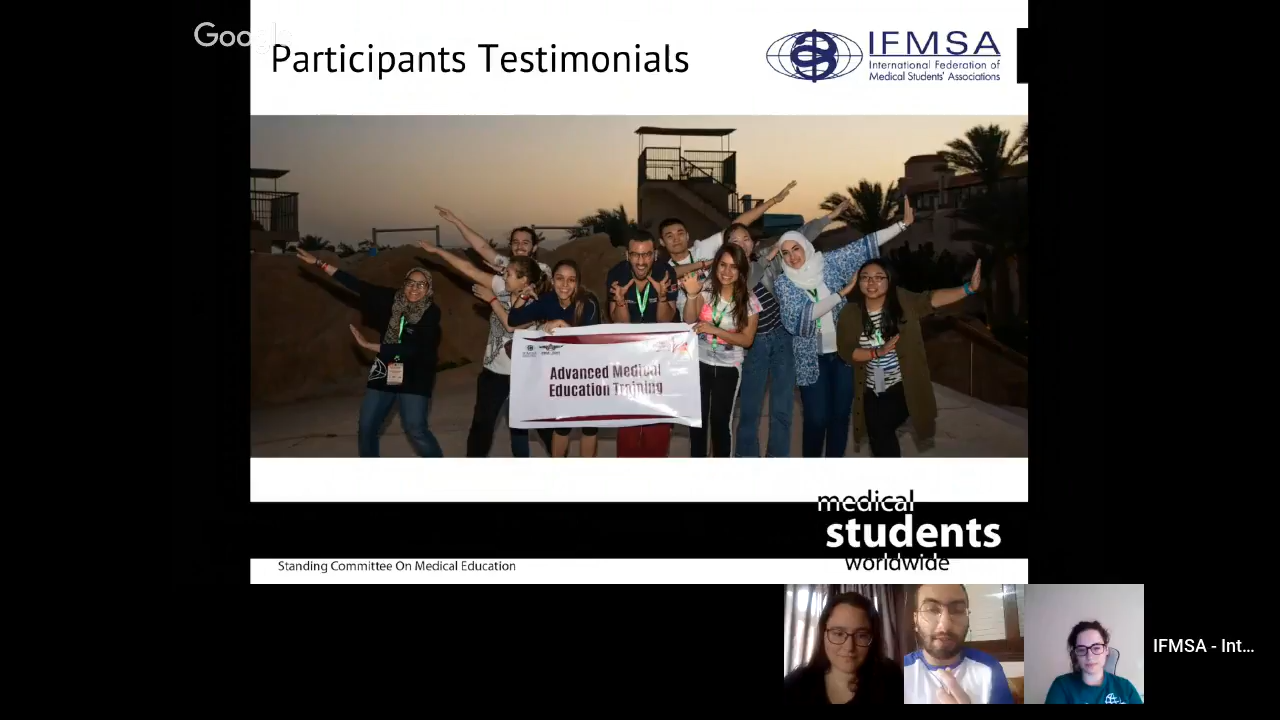 Google
Participants Testimonials
IFMSA
International Federation of
Medical Students' Associations
IFMSA
Advanced Medical
Education Training
medical
students
worldwide
Standing Committee On Medical Education
IFMSA - Int...